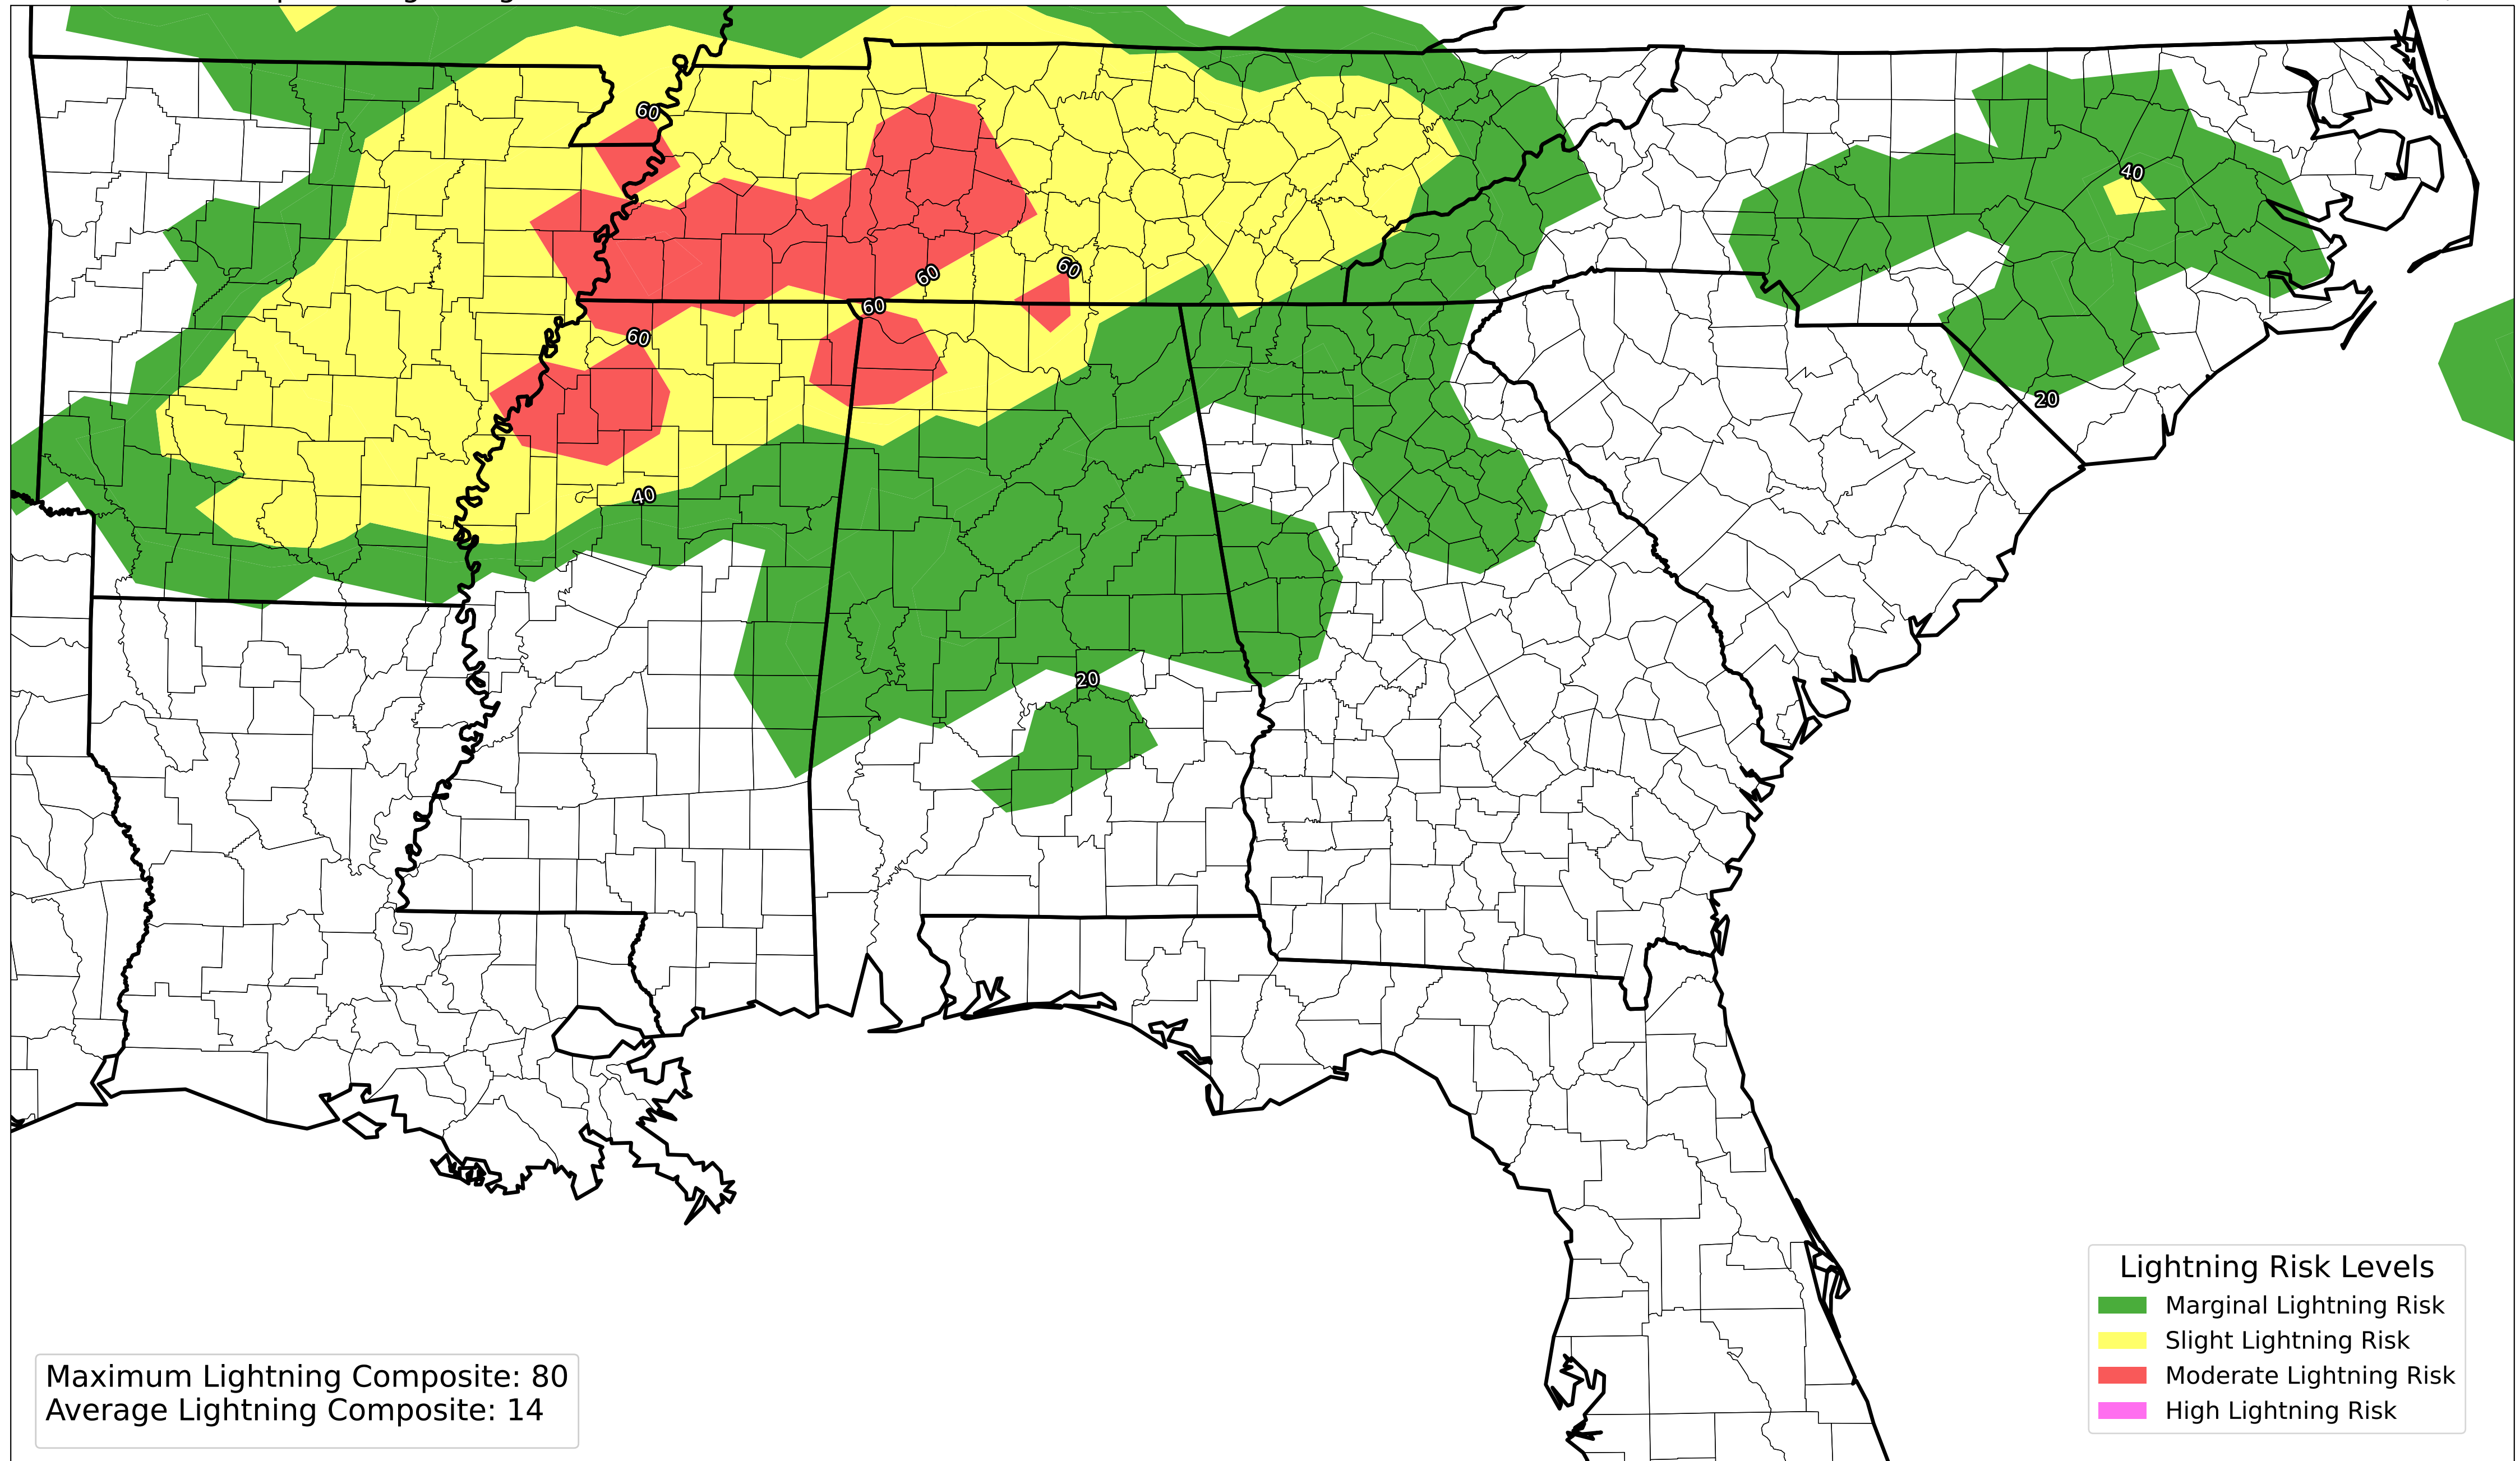 60
40
60
60
60
60
40
20
20
Lightning Risk Levels
Marginal Lightning Risk
Slight Lightning Risk
Moderate Lightning Risk
High Lightning Risk
Maximum Lightning Composite: 80
Average Lightning Composite: 14